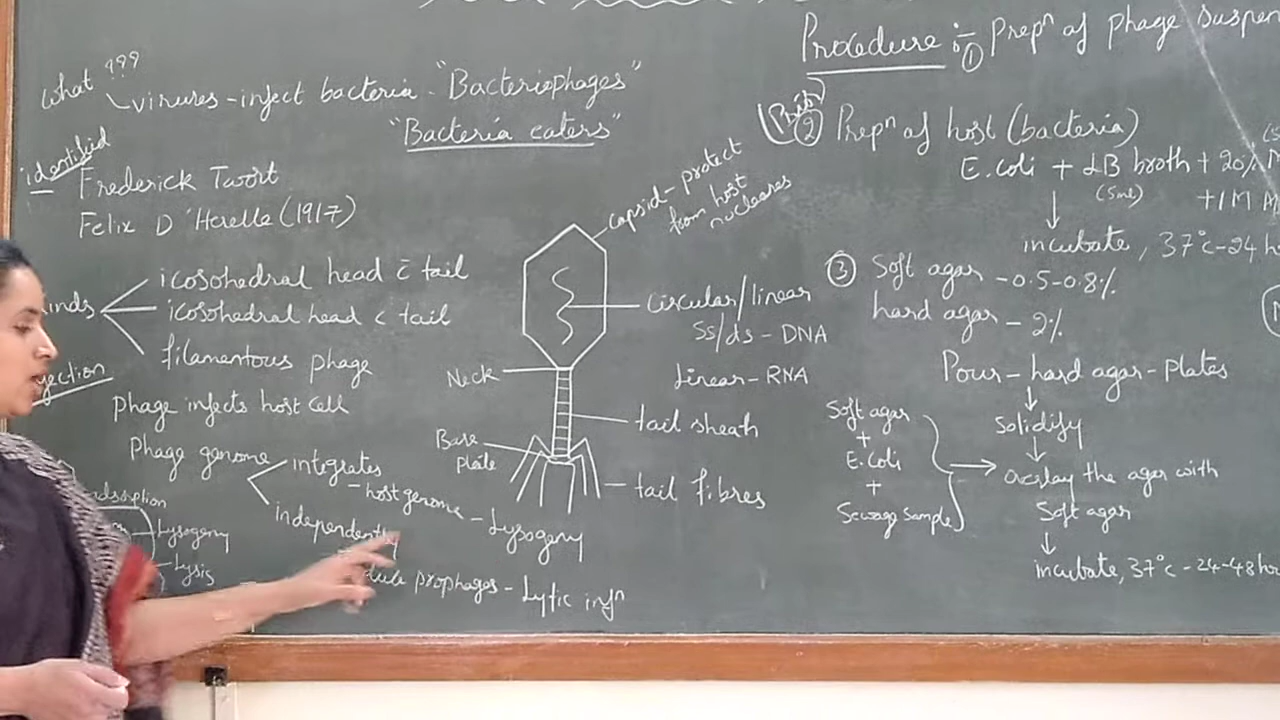 What ???
viruses - infect bacteria - "Bacteriophages"
"Bacteria eaters"
identified
Frederick Twort
Felix D'Herelle (1917)
icosohedral head c̄ tail
icosohedral head c tail
filamentous phage
Phage infects host cell
Phage genome
integrates
- host genome - Lysogeny
independently
prophages - Lytic infⁿ
Lysogeny
Lysis
capsid - protect
from host
nucleases
circular/linear
ss/ds - DNA
Linear - RNA
Neck
tail sheath
Base
plate
tail fibres
Procedure :- ① Prepⁿ of phage suspen
② Prepⁿ of host (bacteria)
E.coli + LB broth + 20%
(5ml)
+1M
incubate, 37°c-24 h
③ Soft agar - 0.5-0.8%
hard agar - 2%
Pour - hard agar - plates
Solidify
Overlay the agar with
Soft agar
incubate, 37°c - 24-48 ho
Soft agar
+
E.Coli
+
Sewage sample